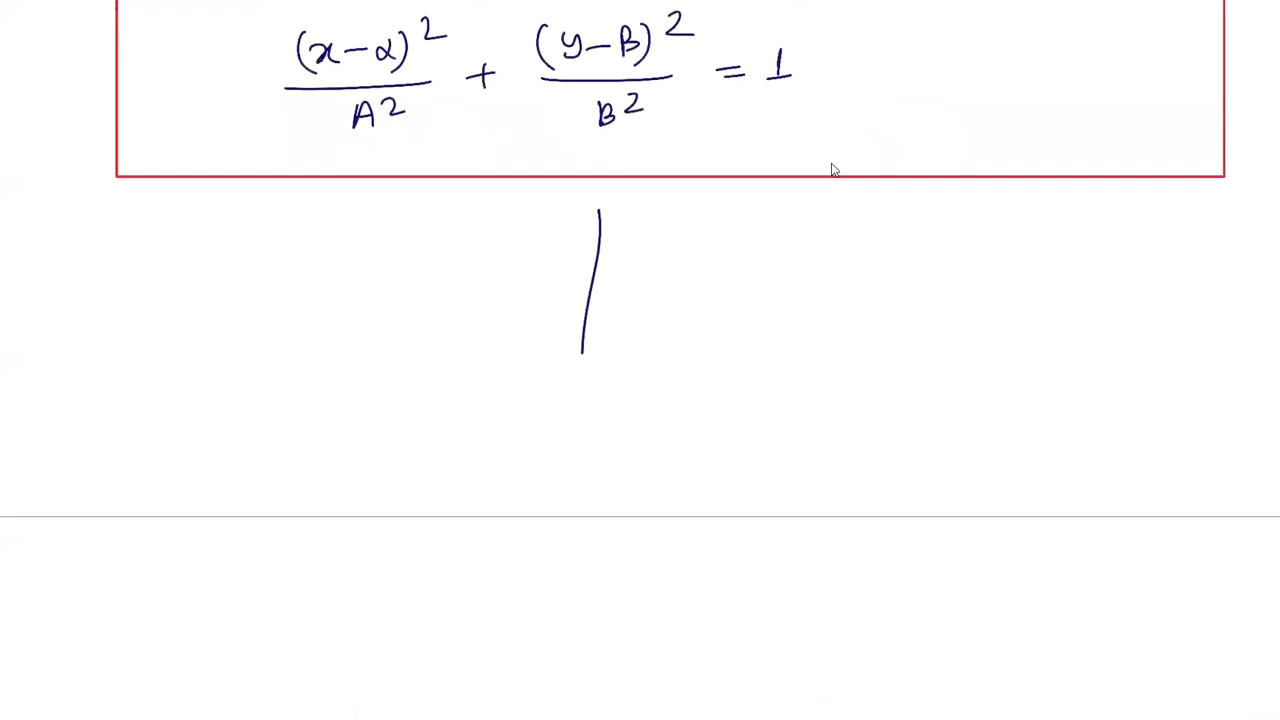 (x-α)²/A² + (y-β)²/B² = 1